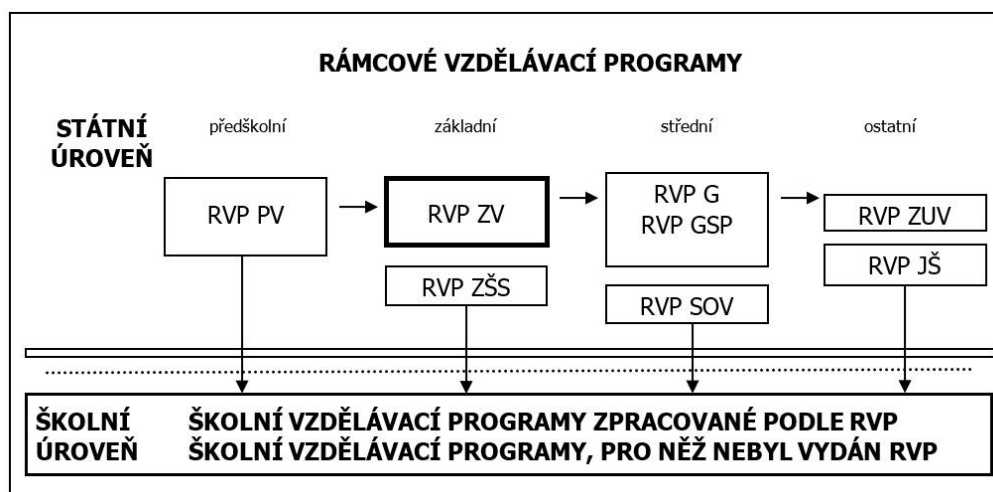 RÁMCOVÉ VZDĚLÁVACÍ PROGRAMY
STÁTNÍ ÚROVEŇ
předškolní
základní
střední
ostatní
RVP PV
RVP ZV
RVP G
RVP GSP
RVP ZUV
RVP ZŠS
RVP JŠ
RVP SOV
ŠKOLNÍ ÚROVEŇ
ŠKOLNÍ VZDĚLÁVACÍ PROGRAMY ZPRACOVANÉ PODLE RVP
ŠKOLNÍ VZDĚLÁVACÍ PROGRAMY, PRO NĚŽ NEBYL VYDÁN RVP